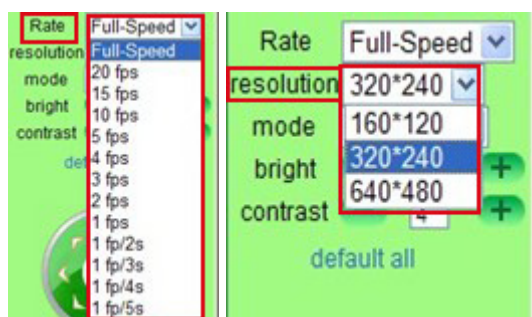 Rate Full-Speed
resolution Full-Speed
mode 20 fps
15 fps
bright 10 fps
contrast 5 fps
def 4 fps
3 fps
2 fps
1 fps
1 fp/2s
1 fp/3s
1 fp/4s
1 fp/5s
Rate Full-Speed
resolution 320*240
mode 160*120
bright 320*240 +
640*480
contrast 4 +
default all